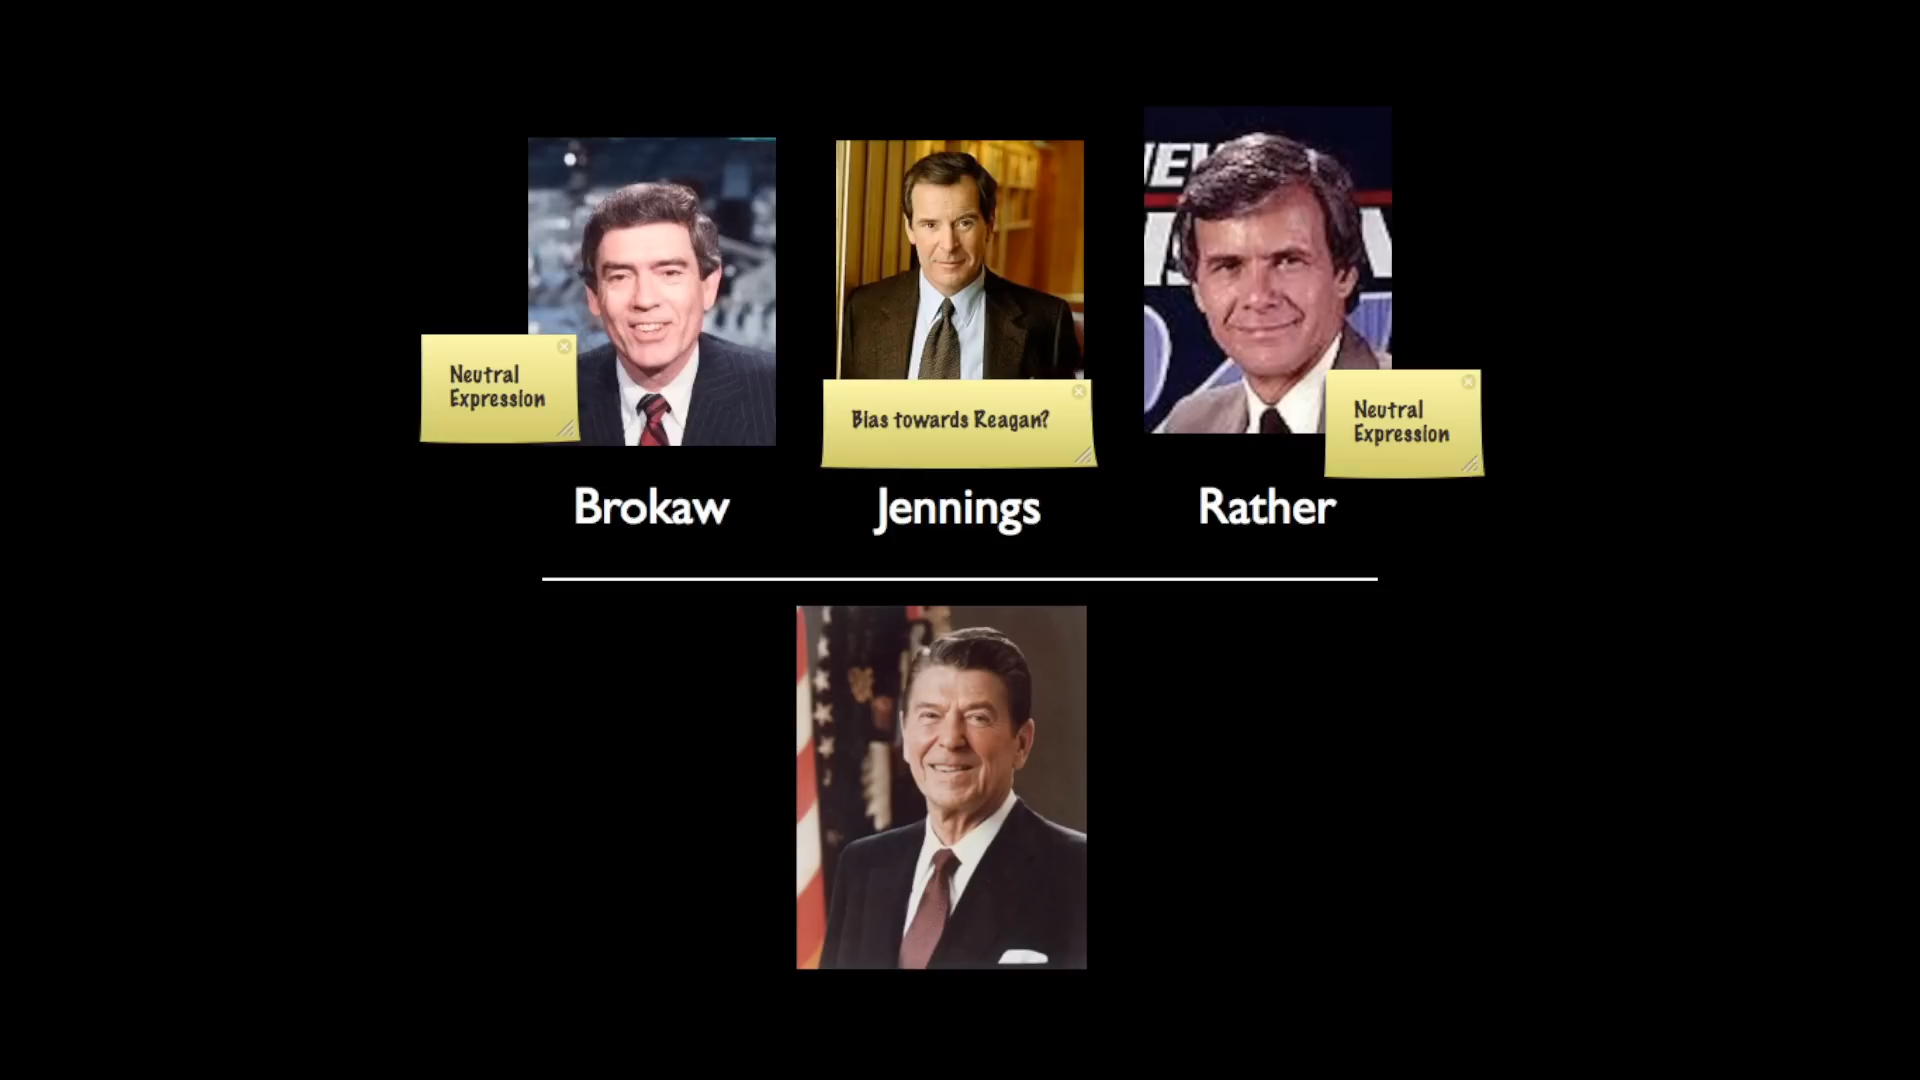 Neutral
Expression
Bias towards Reagan?
Neutral
Expression
Brokaw
Jennings
Rather